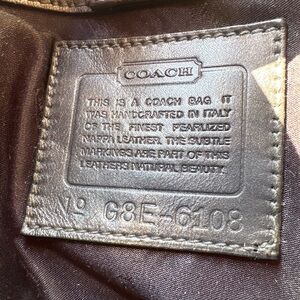 COACH
THIS IS A COACH BAG IT
WAS HANDCRAFTED IN ITALY
OF THE FINEST PEARLIZED
NAPPA LEATHER. THE SUBTLE
MARKINGS ARE PART OF THIS
LEATHERS NATURAL BEAUTY.
Nº G8E-6108